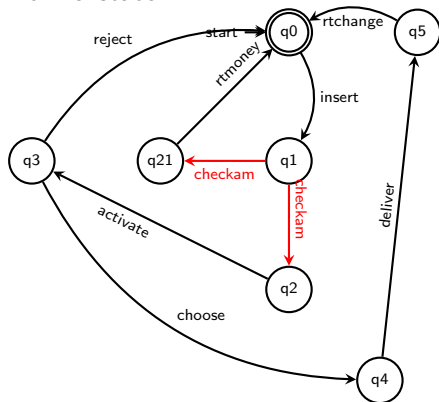 start
q0
rtchange
q5
reject
rtmoney
insert
q3
q21
q1
checkam
checkam
activate
deliver
q2
choose
q4